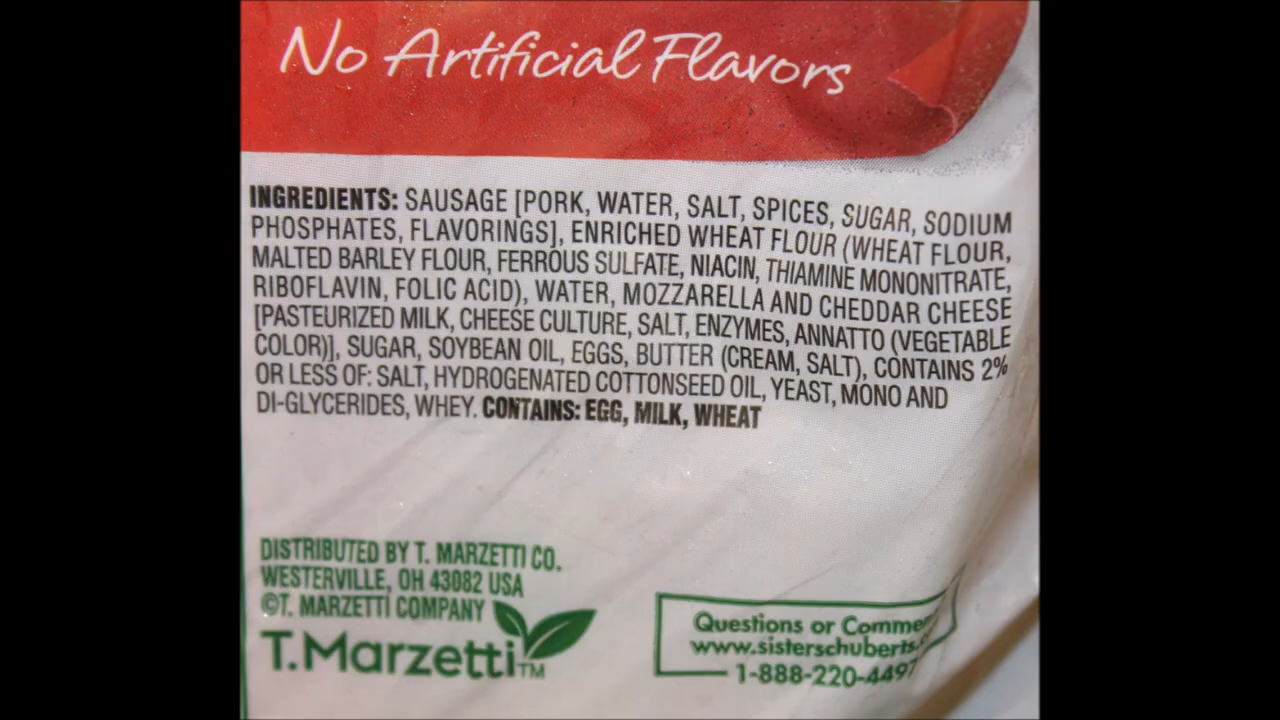 No Artificial Flavors
INGREDIENTS: SAUSAGE [PORK, WATER, SALT, SPICES, SUGAR, SODIUM
PHOSPHATES, FLAVORINGS], ENRICHED WHEAT FLOUR (WHEAT FLOUR,
MALTED BARLEY FLOUR, FERROUS SULFATE, NIACIN, THIAMINE MONONITRATE,
RIBOFLAVIN, FOLIC ACID), WATER, MOZZARELLA AND CHEDDAR CHEESE
[PASTEURIZED MILK, CHEESE CULTURE, SALT, ENZYMES, ANNATTO (VEGETABLE
COLOR)], SUGAR, SOYBEAN OIL, EGGS, BUTTER (CREAM, SALT), CONTAINS 2%
OR LESS OF: SALT, HYDROGENATED COTTONSEED OIL, YEAST, MONO AND
DI-GLYCERIDES, WHEY. CONTAINS: EGG, MILK, WHEAT
DISTRIBUTED BY T. MARZETTI CO.
WESTERVILLE, OH 43082 USA
©T. MARZETTI COMPANY
T.Marzetti™
Questions or
www.sisterschuberts.
1-888-220-4497